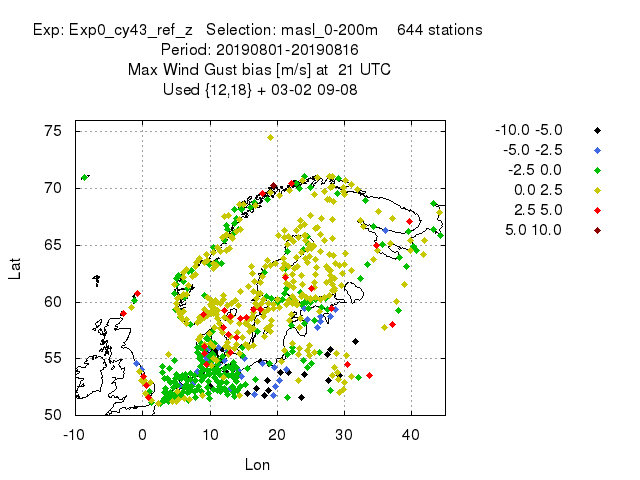 Exp: Exp0_cy43_ref_z Selection: masl_0-200m 644 stations
Period: 20190801-20190816
Max Wind Gust bias [m/s] at 21 UTC
Used {12,18} + 03-02 09-08
75
70
65
60
55
50
-10 0 10 20 30 40
Lat
Lon
-10.0 -5.0
-5.0 -2.5
-2.5 0.0
0.0 2.5
2.5 5.0
5.0 10.0